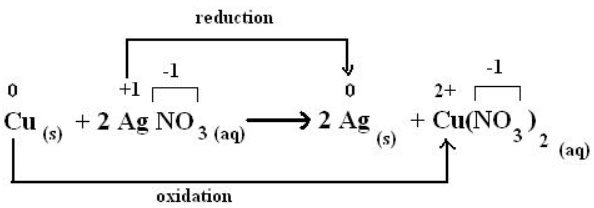 reduction
0 +1 -1 0 2+ -1
Cu (s) + 2 Ag NO3 (aq) ⟶ 2 Ag (s) + Cu(NO3)2 (aq)
oxidation